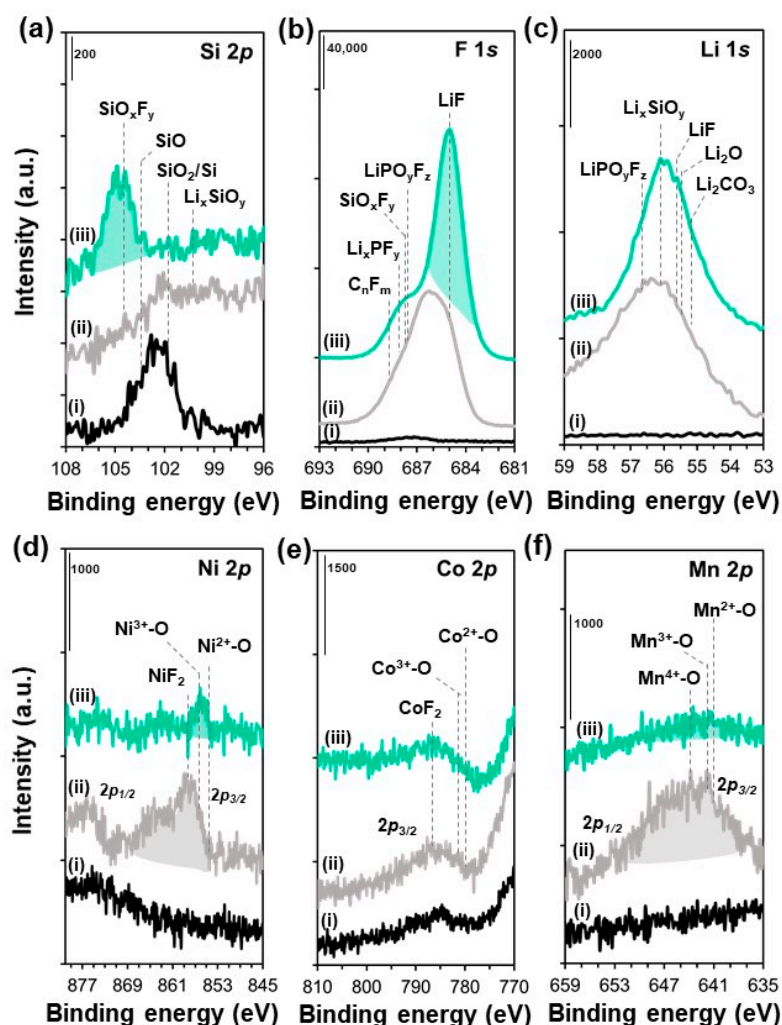 (a)
Si 2p
200
SiOxFy
SiO
SiO2/Si
LixSiOy
(iii)
(ii)
(i)
108 105 102 99 96
Binding energy (eV)
Intensity (a.u.)
(b)
F 1s
40,000
LiF
LiPOyFz
SiOxFy
LixPFy
CnFm
(iii)
(ii)
(i)
693 690 687 684 681
Binding energy (eV)
(c)
Li 1s
2000
LixSiOy
LiF
Li2O
LiPOyFz
Li2CO3
(iii)
(ii)
(i)
59 58 57 56 55 54 53
Binding energy (eV)
(d)
Ni 2p
1000
Ni3+-O
Ni2+-O
NiF2
(iii)
2p1/2
2p3/2
(ii)
(i)
877 869 861 853 845
Binding energy (eV)
Intensity (a.u.)
(e)
Co 2p
1500
Co2+-O
Co3+-O
CoF2
(iii)
2p3/2
(ii)
(i)
810 800 790 780 770
Binding energy (eV)
(f)
Mn 2p
1000
Mn2+-O
Mn3+-O
Mn4+-O
(iii)
2p3/2
2p1/2
(ii)
(i)
659 653 647 641 635
Binding energy (eV)